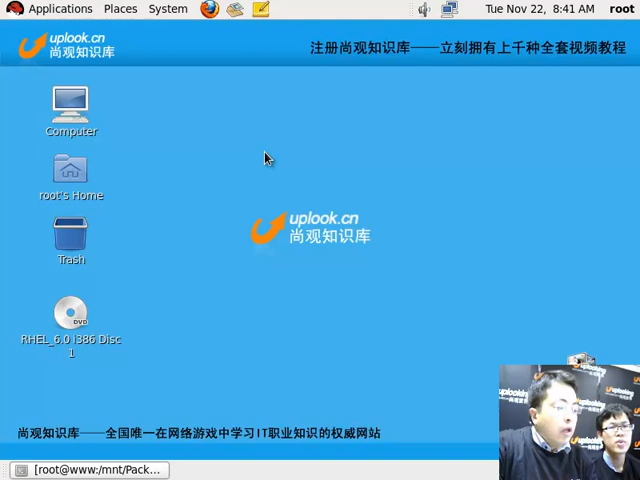 Applications Places System Tue Nov 22, 8:41 AM root
uplook.cn
尚观知识库
注册尚观知识库——立刻拥有上千种全套视频教程
Computer
root's Home
uplook.cn
尚观知识库
Trash
DVD
RHEL_6.0 i386 Disc
1
uplooking
尚观知识库——全国唯一在网络游戏中学习IT职业知识的权威网站
[root@www:/mnt/Pack...